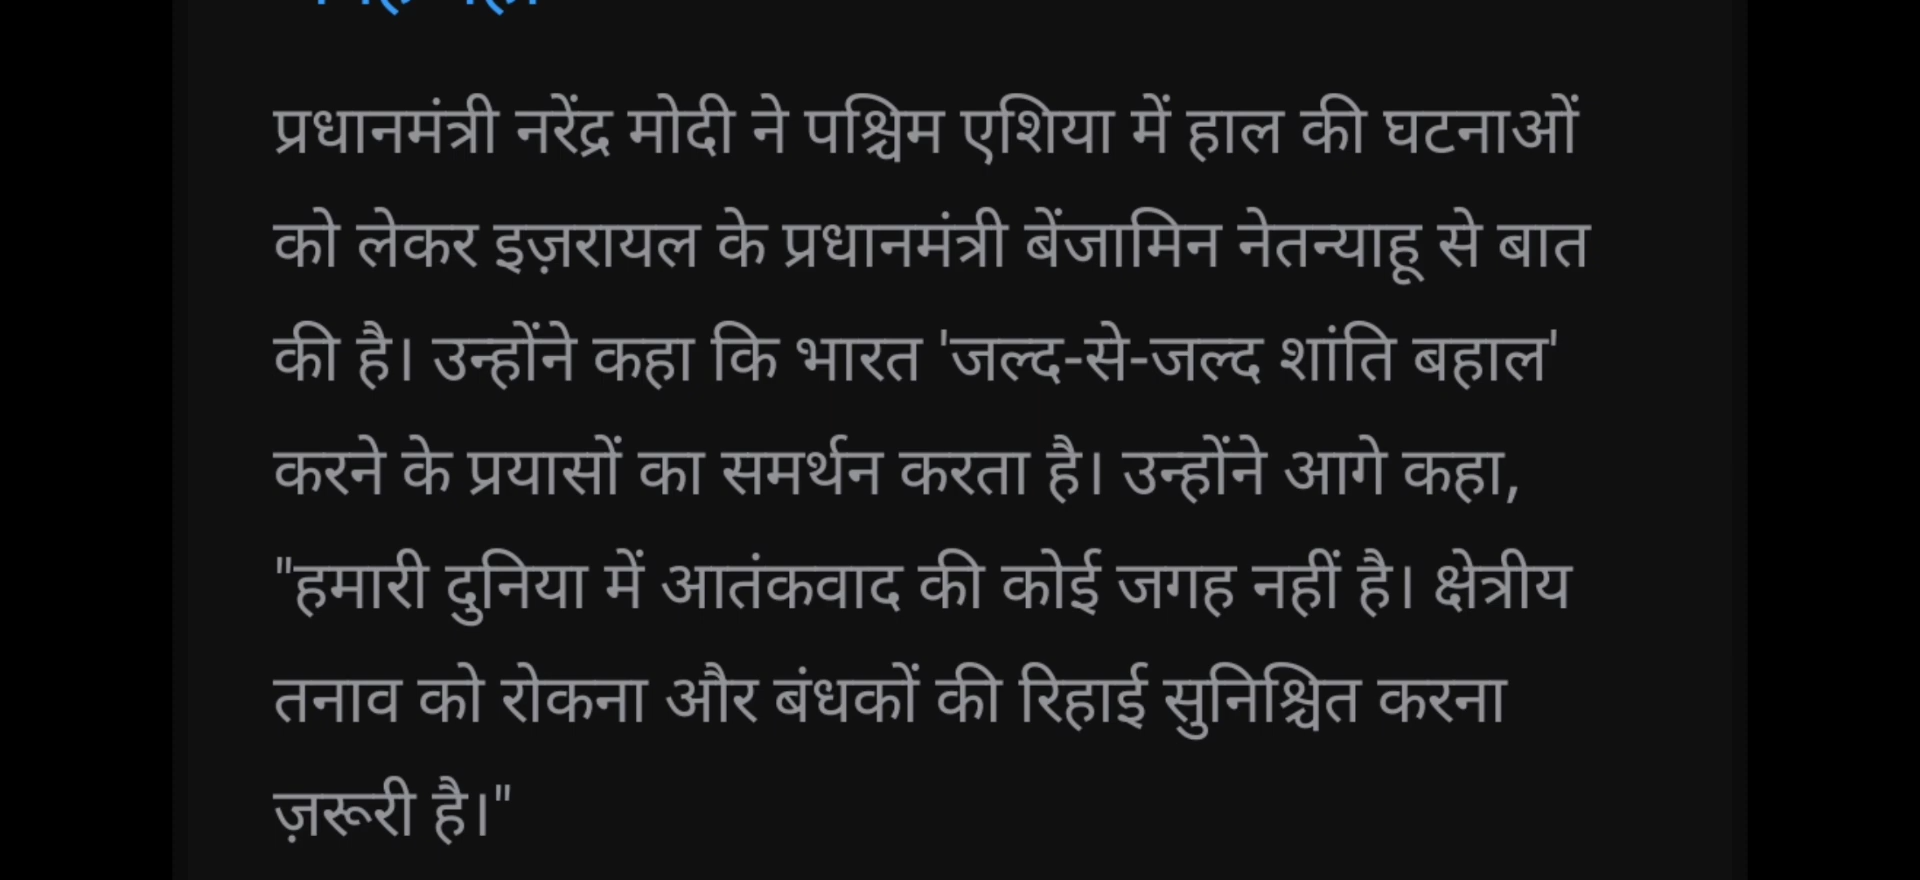 प्रधानमंत्री नरेंद्र मोदी ने पश्चिम एशिया में हाल की घटनाओं
को लेकर इज़रायल के प्रधानमंत्री बेंजामिन नेतन्याहू से बात
की है। उन्होंने कहा कि भारत 'जल्द-से-जल्द शांति बहाल'
करने के प्रयासों का समर्थन करता है। उन्होंने आगे कहा,
"हमारी दुनिया में आतंकवाद की कोई जगह नहीं है। क्षेत्रीय
तनाव को रोकना और बंधकों की रिहाई सुनिश्चित करना
ज़रूरी है।"